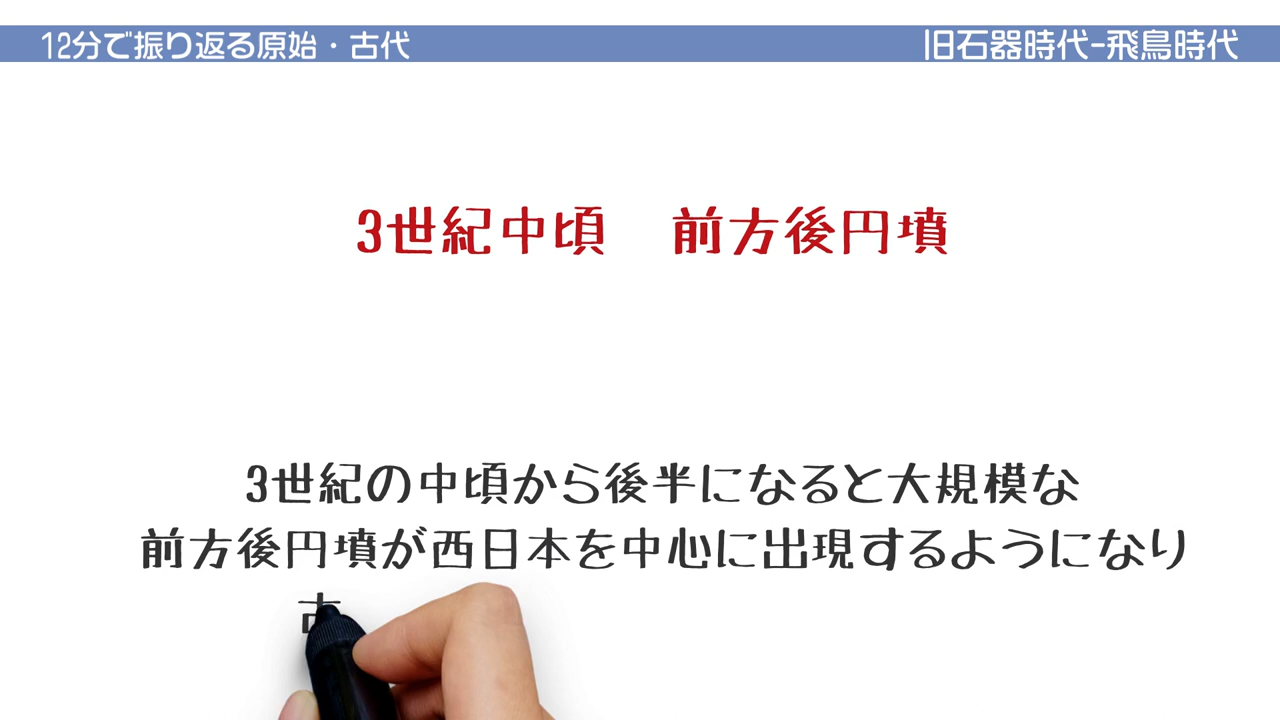 12分で振り返る原始・古代
旧石器時代-飛鳥時代
3世紀中頃　前方後円墳
3世紀の中頃から後半になると大規模な
前方後円墳が西日本を中心に出現するようになり